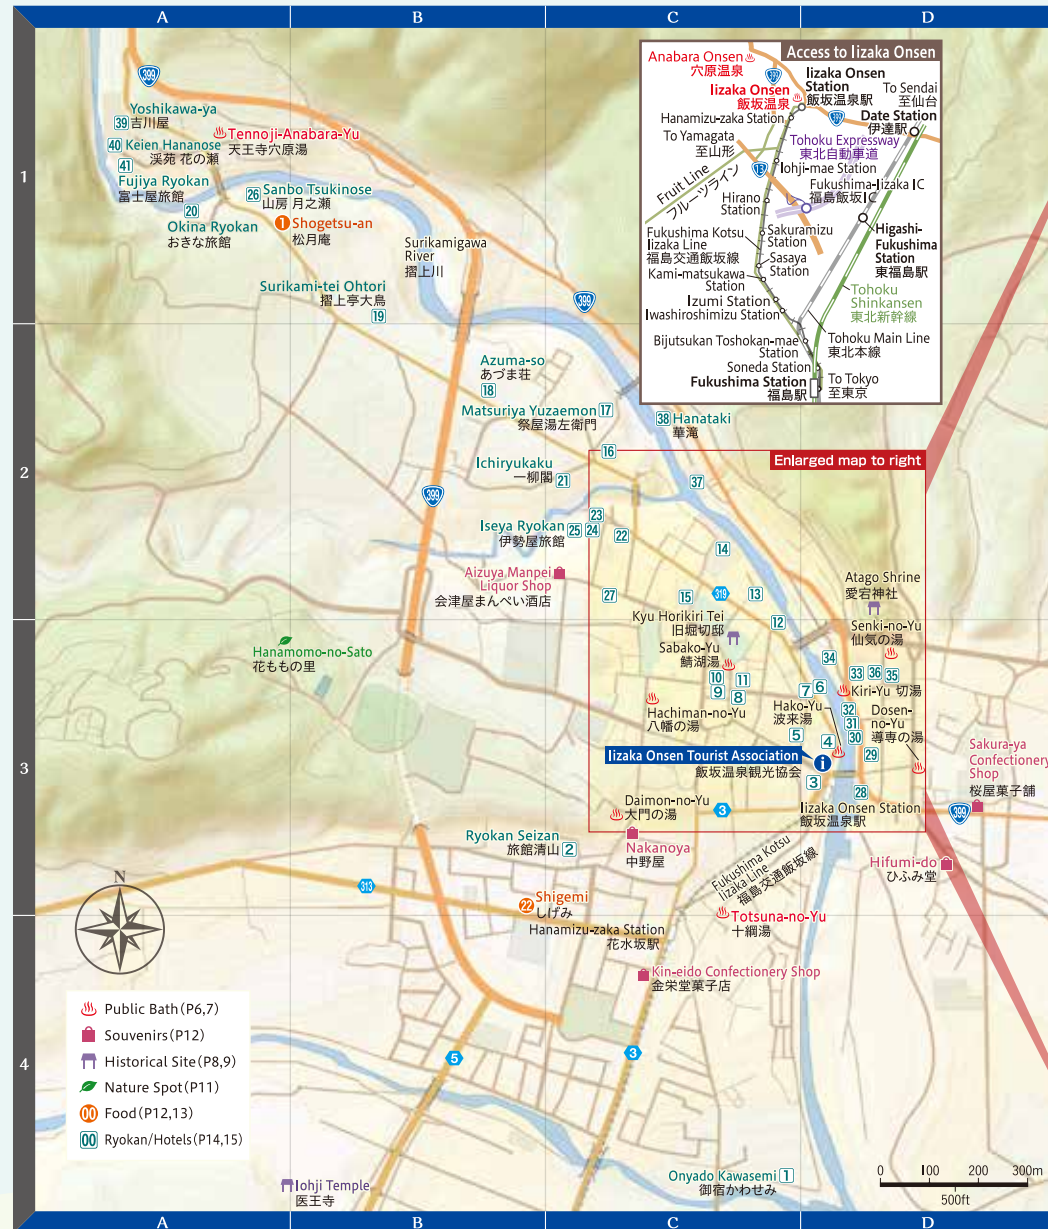 A
B
C
D
1
2
3
4
399
Yoshikawa-ya
39
吉川屋
Tennoji-Anabara-Yu
天王寺穴原湯
40
Keien Hananose
渓苑 花の瀬
41
Fujiya Ryokan
富士屋旅館
26
Sanbo Tsukinose
山房 月之瀬
20
Okina Ryokan
おきな旅館
1
Shogetsu-an
松月庵
Surikamigawa
River
摺上川
Surikami-tei Ohtori
摺上亭大鳥
19
399
Access to Iizaka Onsen
Anabara Onsen
穴原温泉
399
Iizaka Onsen
飯坂温泉
Iizaka Onsen
Station
飯坂温泉駅
To Sendai
至仙台
Date Station
伊達駅
399
Hanamizu-zaka Station
To Yamagata
至山形
Tohoku Expressway
東北自動車道
13
Iohji-mae Station
Fruit Line
フルーツライン
Fukushima-Iizaka IC
福島飯坂IC
Hirano
Station
Fukushima Kotsu
Iizaka Line
福島交通飯坂線
Sakuramizu
Station
Higashi-
Fukushima
Station
東福島駅
Sasaya
Station
Kami-matsukawa
Station
Tohoku
Shinkansen
東北新幹線
Izumi Station
Iwashiroshimizu Station
Bijutsukan Toshokan-mae
Station
Tohoku Main Line
東北本線
Soneda Station
Fukushima Station
福島駅
To Tokyo
至東京
Azuma-so
あづま荘
18
Matsuriya Yuzaemon
祭屋湯左衛門
17
38
Hanataki
華滝
16
Enlarged map to right
Ichiryukaku
一柳閣
21
37
399
23
Iseya Ryokan
伊勢屋旅館
25
24
22
14
Aizuya Manpei
Liquor Shop
会津屋まんぺい酒店
27
15
319
13
Atago Shrine
愛宕神社
Kyu Horikiri Tei
旧堀切邸
12
Senki-no-Yu
仙気の湯
Hanamomo-no-Sato
花ももの里
Sabako-Yu
鯖湖湯
34
10
11
33
36
35
9
8
7
6
Kiri-Yu 切湯
Hachiman-no-Yu
八幡の湯
Hako-Yu
波来湯
32
Dosen-
no-Yu
導専の湯
31
5
4
30
29
Iizaka Onsen Tourist Association
飯坂温泉観光協会
i
3
28
Sakura-ya
Confectionery
Shop
桜屋菓子舗
399
Daimon-no-Yu
大門の湯
3
Iizaka Onsen Station
飯坂温泉駅
Ryokan Seizan
旅館清山
2
Nakanoya
中野屋
Fukushima Kotsu
Iizaka Line
福島交通飯坂線
Hifumi-do
ひふみ堂
N
313
22
Shigemi
しげみ
Hanamizu-zaka Station
花水坂駅
Totsuna-no-Yu
十綱湯
Kin-eido Confectionery Shop
金栄堂菓子店
Public Bath(P6,7)
Souvenirs(P12)
Historical Site(P8,9)
Nature Spot(P11)
00 Food(P12,13)
00 Ryokan/Hotels(P14,15)
5
3
Iohji Temple
医王寺
Onyado Kawasemi
御宿かわせみ
1
0 100 200 300m
500ft
A
B
C
D